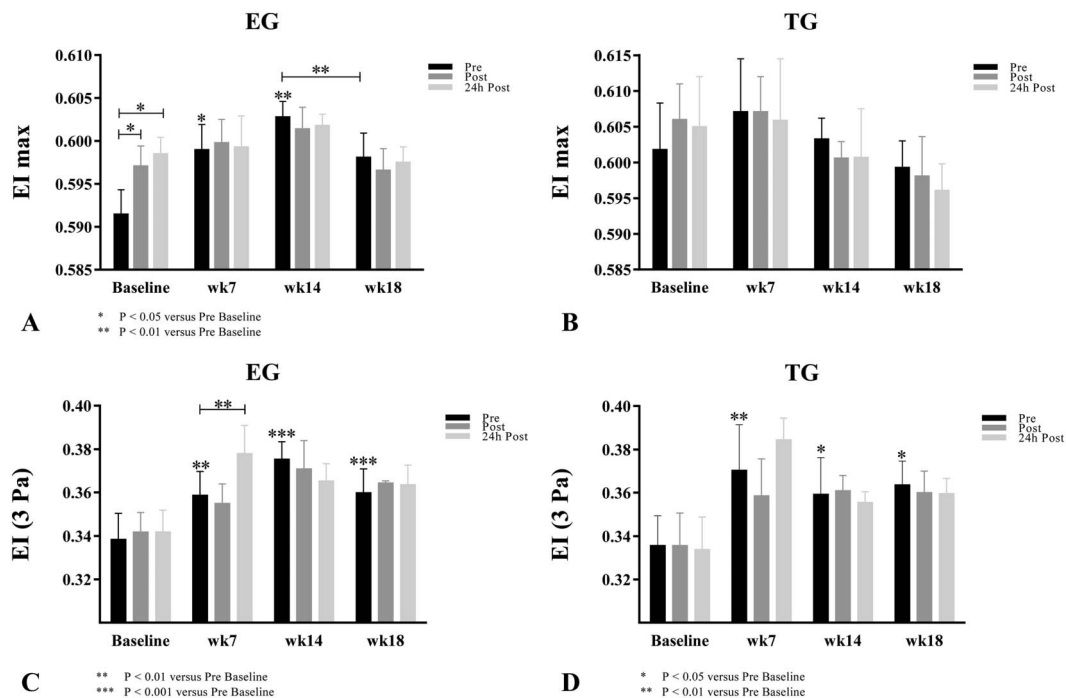 EG
0.610
0.605
0.600
0.595
0.590
0.585
EI max
*
*
*
**
**
Pre
Post
24h Post
Baseline wk7 wk14 wk18
A
* P < 0.05 versus Pre Baseline
** P < 0.01 versus Pre Baseline
TG
0.615
0.610
0.605
0.600
0.595
0.590
0.585
EI max
Pre
Post
24h Post
Baseline wk7 wk14 wk18
B
EG
0.40
0.38
0.36
0.34
0.32
EI (3 Pa)
**
**
***
***
Pre
Post
24h Post
Baseline wk7 wk14 wk18
C
** P < 0.01 versus Pre Baseline
*** P < 0.001 versus Pre Baseline
TG
0.40
0.38
0.36
0.34
0.32
EI (3 Pa)
**
*
*
Pre
Post
24h Post
Baseline wk7 wk14 wk18
D
* P < 0.05 versus Pre Baseline
** P < 0.01 versus Pre Baseline